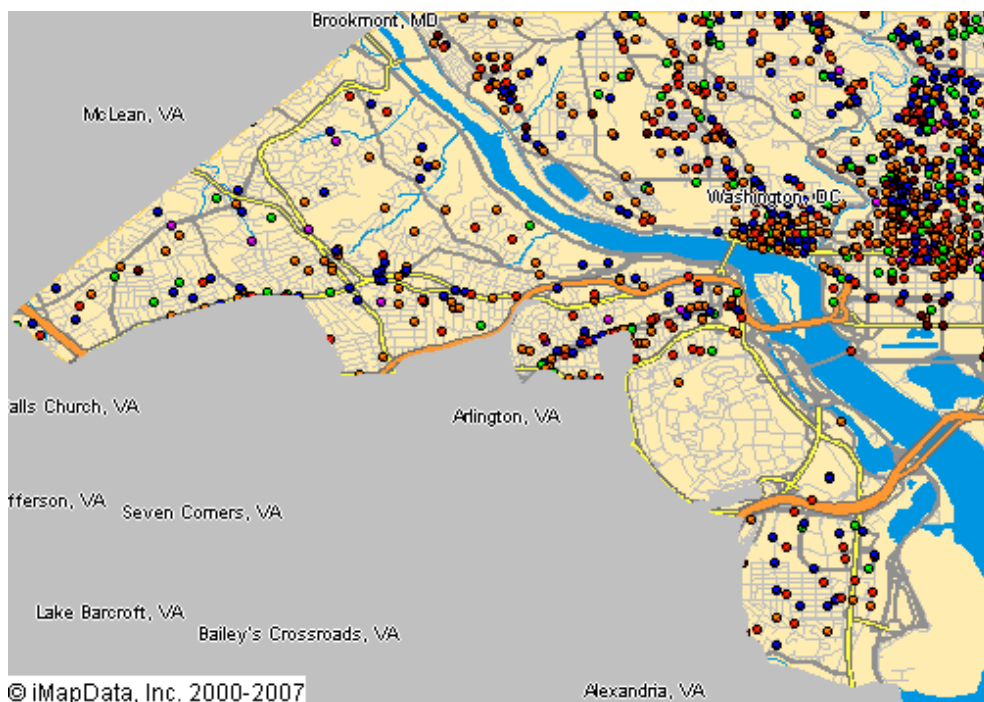 Brookmont, MD
McLean, VA
Washington, DC
alls Church, VA
Arlington, VA
fferson, VA
Seven Corners, VA
Lake Barcroft, VA
Bailey's Crossroads, VA
Alexandria, VA
© iMapData, Inc. 2000-2007